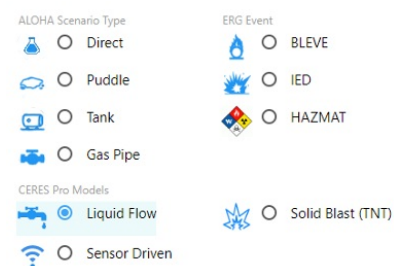 ALOHA Scenario Type
Direct
Puddle
Tank
Gas Pipe
ERG Event
BLEVE
IED
HAZMAT
CERES Pro Models
Liquid Flow
Solid Blast (TNT)
Sensor Driven